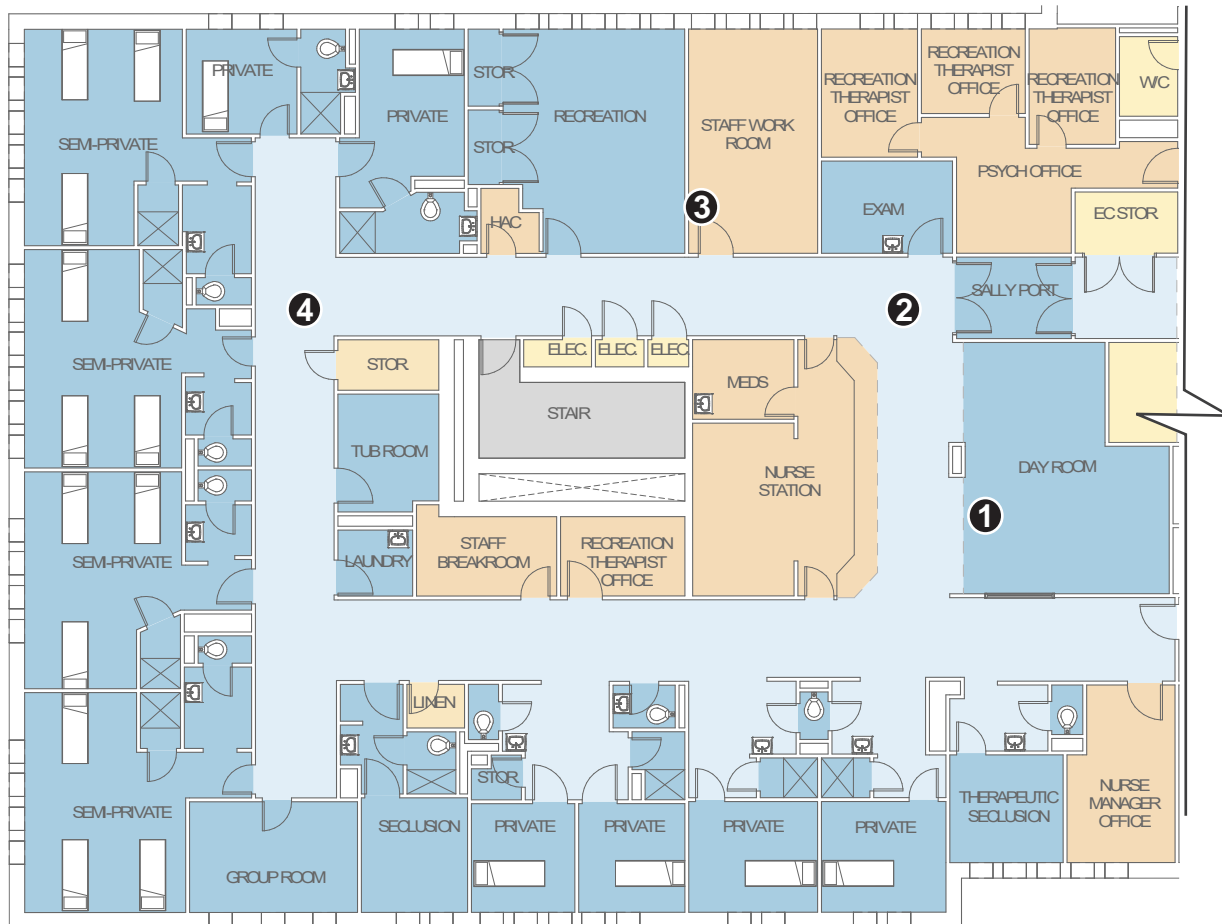 PRIVATE
STOR.
RECREATION
STOR.
PRIVATE
SEMI-PRIVATE
STAFF WORK
ROOM
RECREATION
THERAPIST
OFFICE
RECREATION
THERAPIST
OFFICE
RECREATION
THERAPIST
OFFICE
W/C
PSYCH OFFICE
EXAM
HAC
3
EC STOR.
SALLY PORT
4
2
SEMI-PRIVATE
STOR.
ELEC.
ELEC.
ELEC.
MEDS
STAIR
TUB ROOM
NURSE
STATION
DAY ROOM
1
SEMI-PRIVATE
LAUNDRY
STAFF
BREAKROOM
RECREATION
THERAPIST
OFFICE
LINEN
STOR.
SEMI-PRIVATE
GROUP ROOM
SECLUSION
PRIVATE
PRIVATE
PRIVATE
PRIVATE
THERAPEUTIC
SECLUSION
NURSE
MANAGER
OFFICE